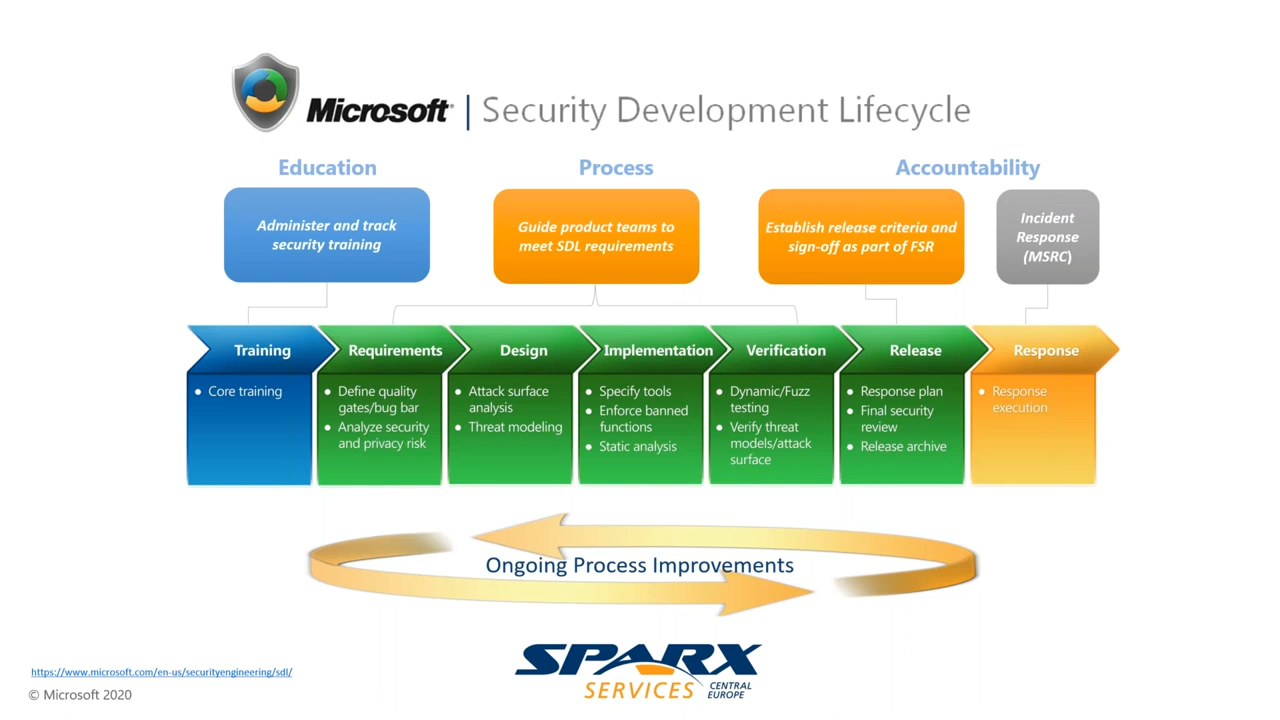 Microsoft | Security Development Lifecycle
Education
Process
Accountability
Administer and track
security training
Guide product teams to
meet SDL requirements
Establish release criteria and
sign-off as part of FSR
Incident
Response
(MSRC)
Training
Requirements
Design
Implementation
Verification
Release
Response
• Core training
• Define quality
gates/bug bar
• Analyze security
and privacy risk
• Attack surface
analysis
• Threat modeling
• Specify tools
• Enforce banned
functions
• Static analysis
• Dynamic/Fuzz
testing
• Verify threat
models/attack
surface
• Response plan
• Final security
review
• Release archive
• Response
execution
Ongoing Process Improvements
SPARX
SERVICES
CENTRAL
EUROPE
https://www.microsoft.com/en-us/securityengineering/sdl/
© Microsoft 2020